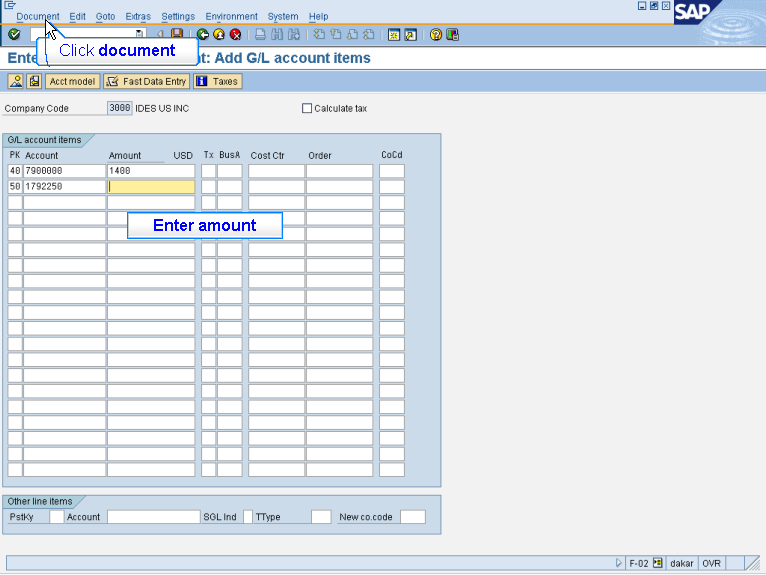 Document Edit Goto Extras Settings Environment System Help
SAP
Click document
Ente t: Add G/L account items
Acct model Fast Data Entry Taxes
Company Code 3000 IDES US INC Calculate tax
G/L account items
PK Account Amount USD Tx BusA Cost Ctr Order CoCd
40 7900000 1400
50 1792250
Enter amount
Other line items
PstKy Account SGL Ind TType New co.code
F-02 dakar OVR